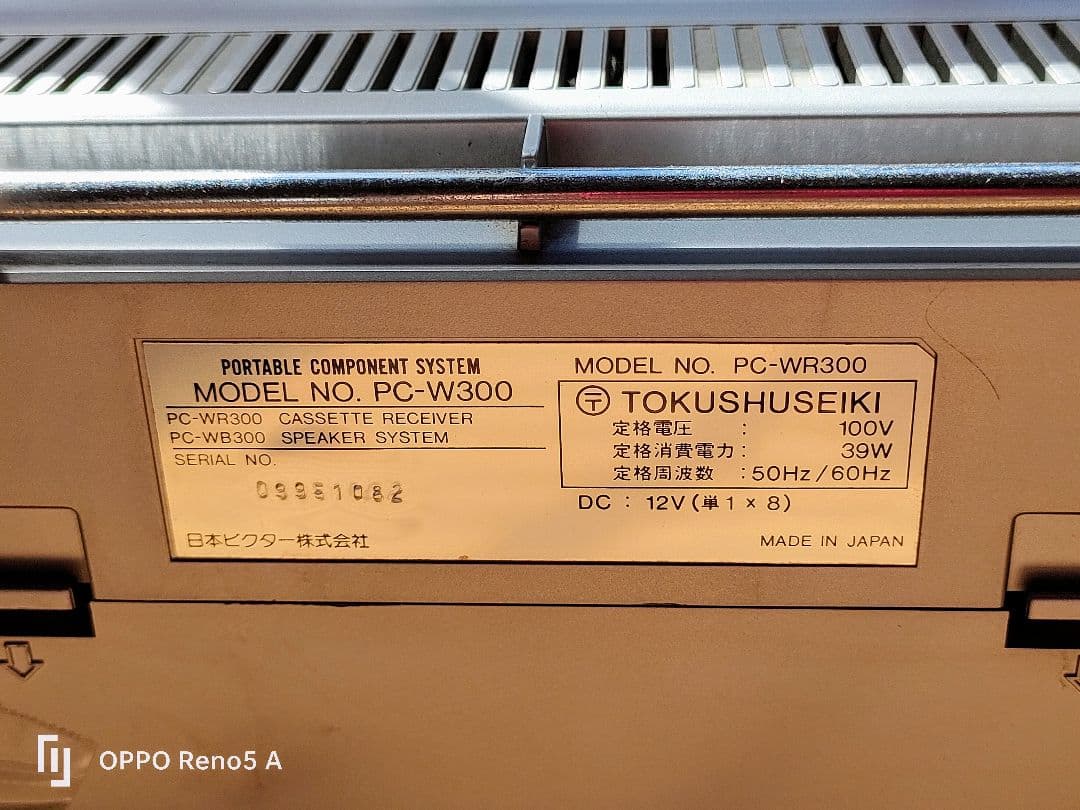 PORTABLE COMPONENT SYSTEM
MODEL NO. PC-W300
PC-WR300 CASSETTE RECEIVER
PC-WB300 SPEAKER SYSTEM
SERIAL NO.
日本ビクター株式会社
MODEL NO. PC-WR300
〒 TOKUSHUSEIKI
定格電圧 : 100V
定格消費電力 : 39W
定格周波数 : 50Hz/60Hz
DC : 12V (単1 × 8)
MADE IN JAPAN
OPPO Reno5 A